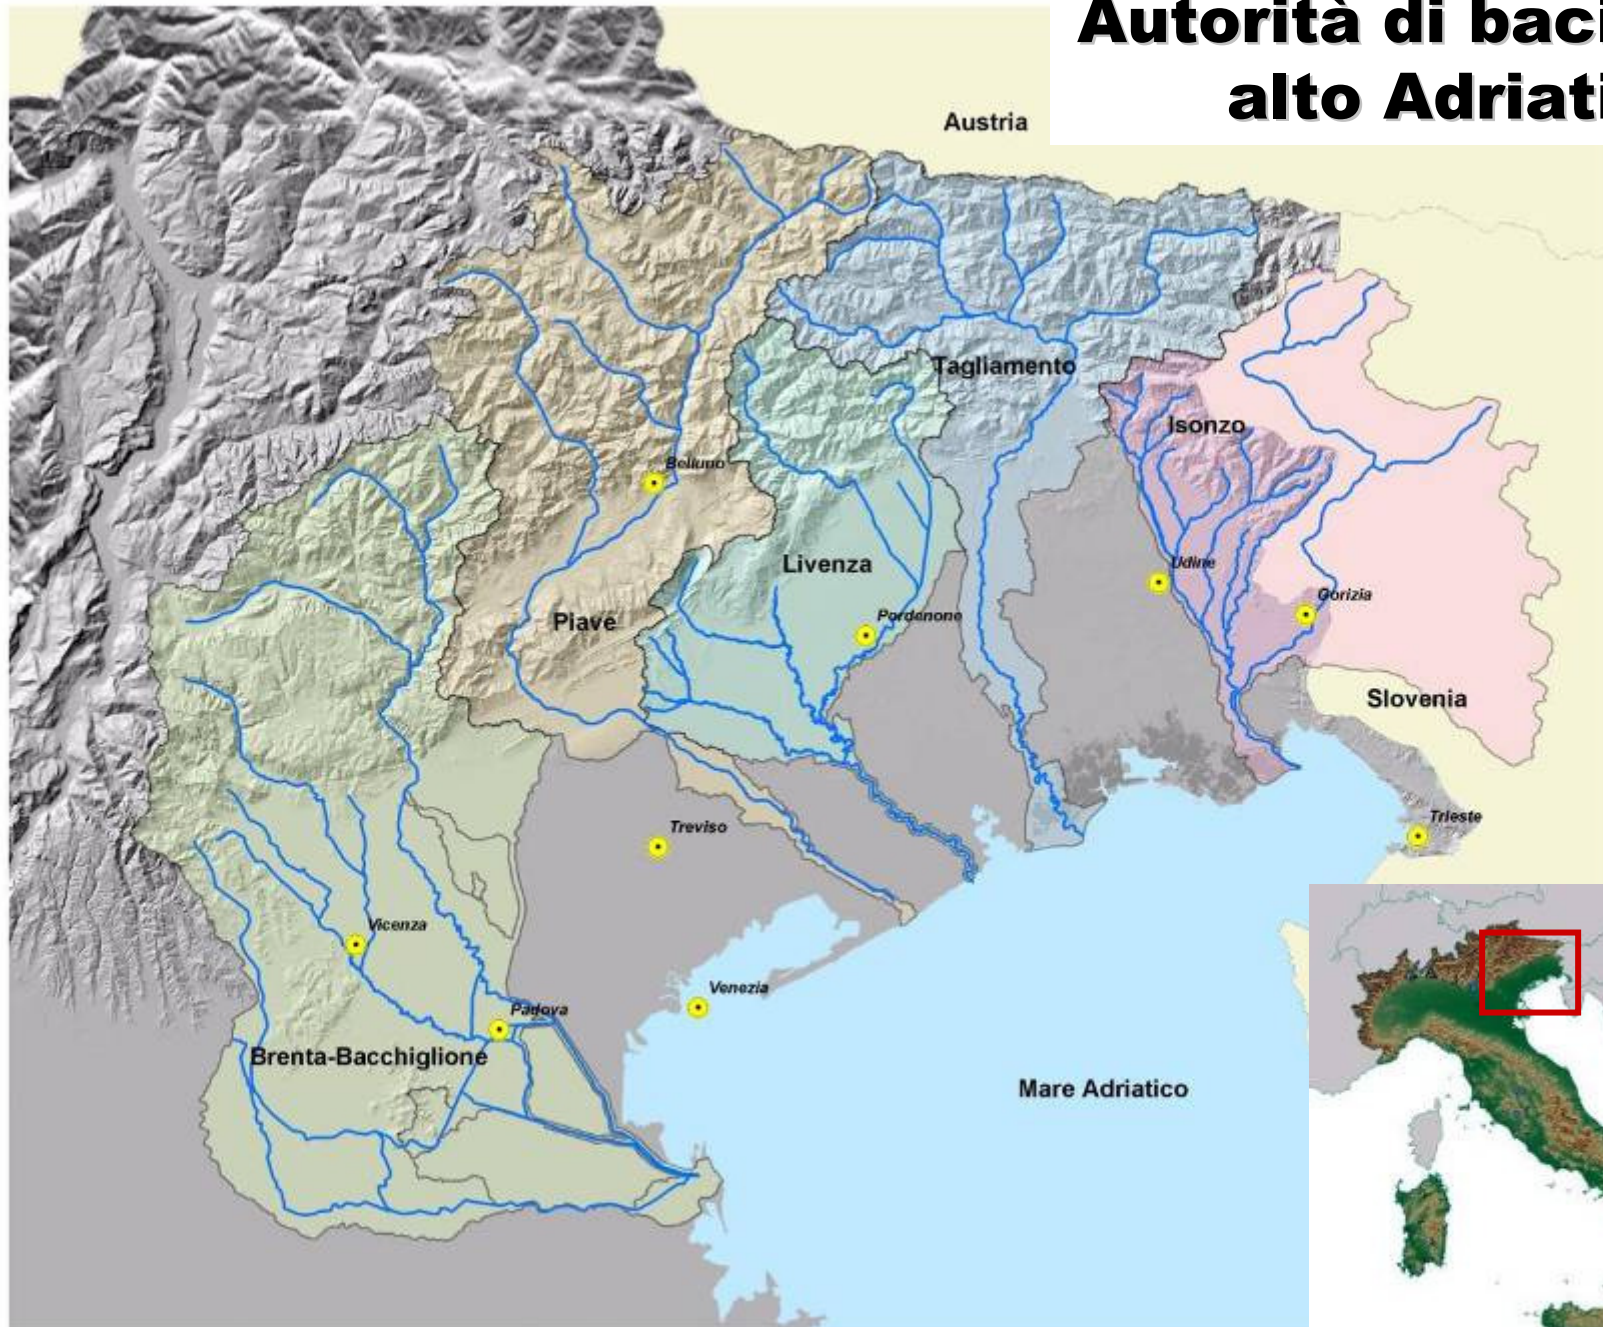 Autorità di baci
alto Adriati
Austria
Tagliamento
Isonzo
Belluno
Livenza
Udine
Gorizia
Piave
Pordenone
Slovenia
Treviso
Trieste
Vicenza
Venezia
Padova
Brenta-Bacchiglione
Mare Adriatico